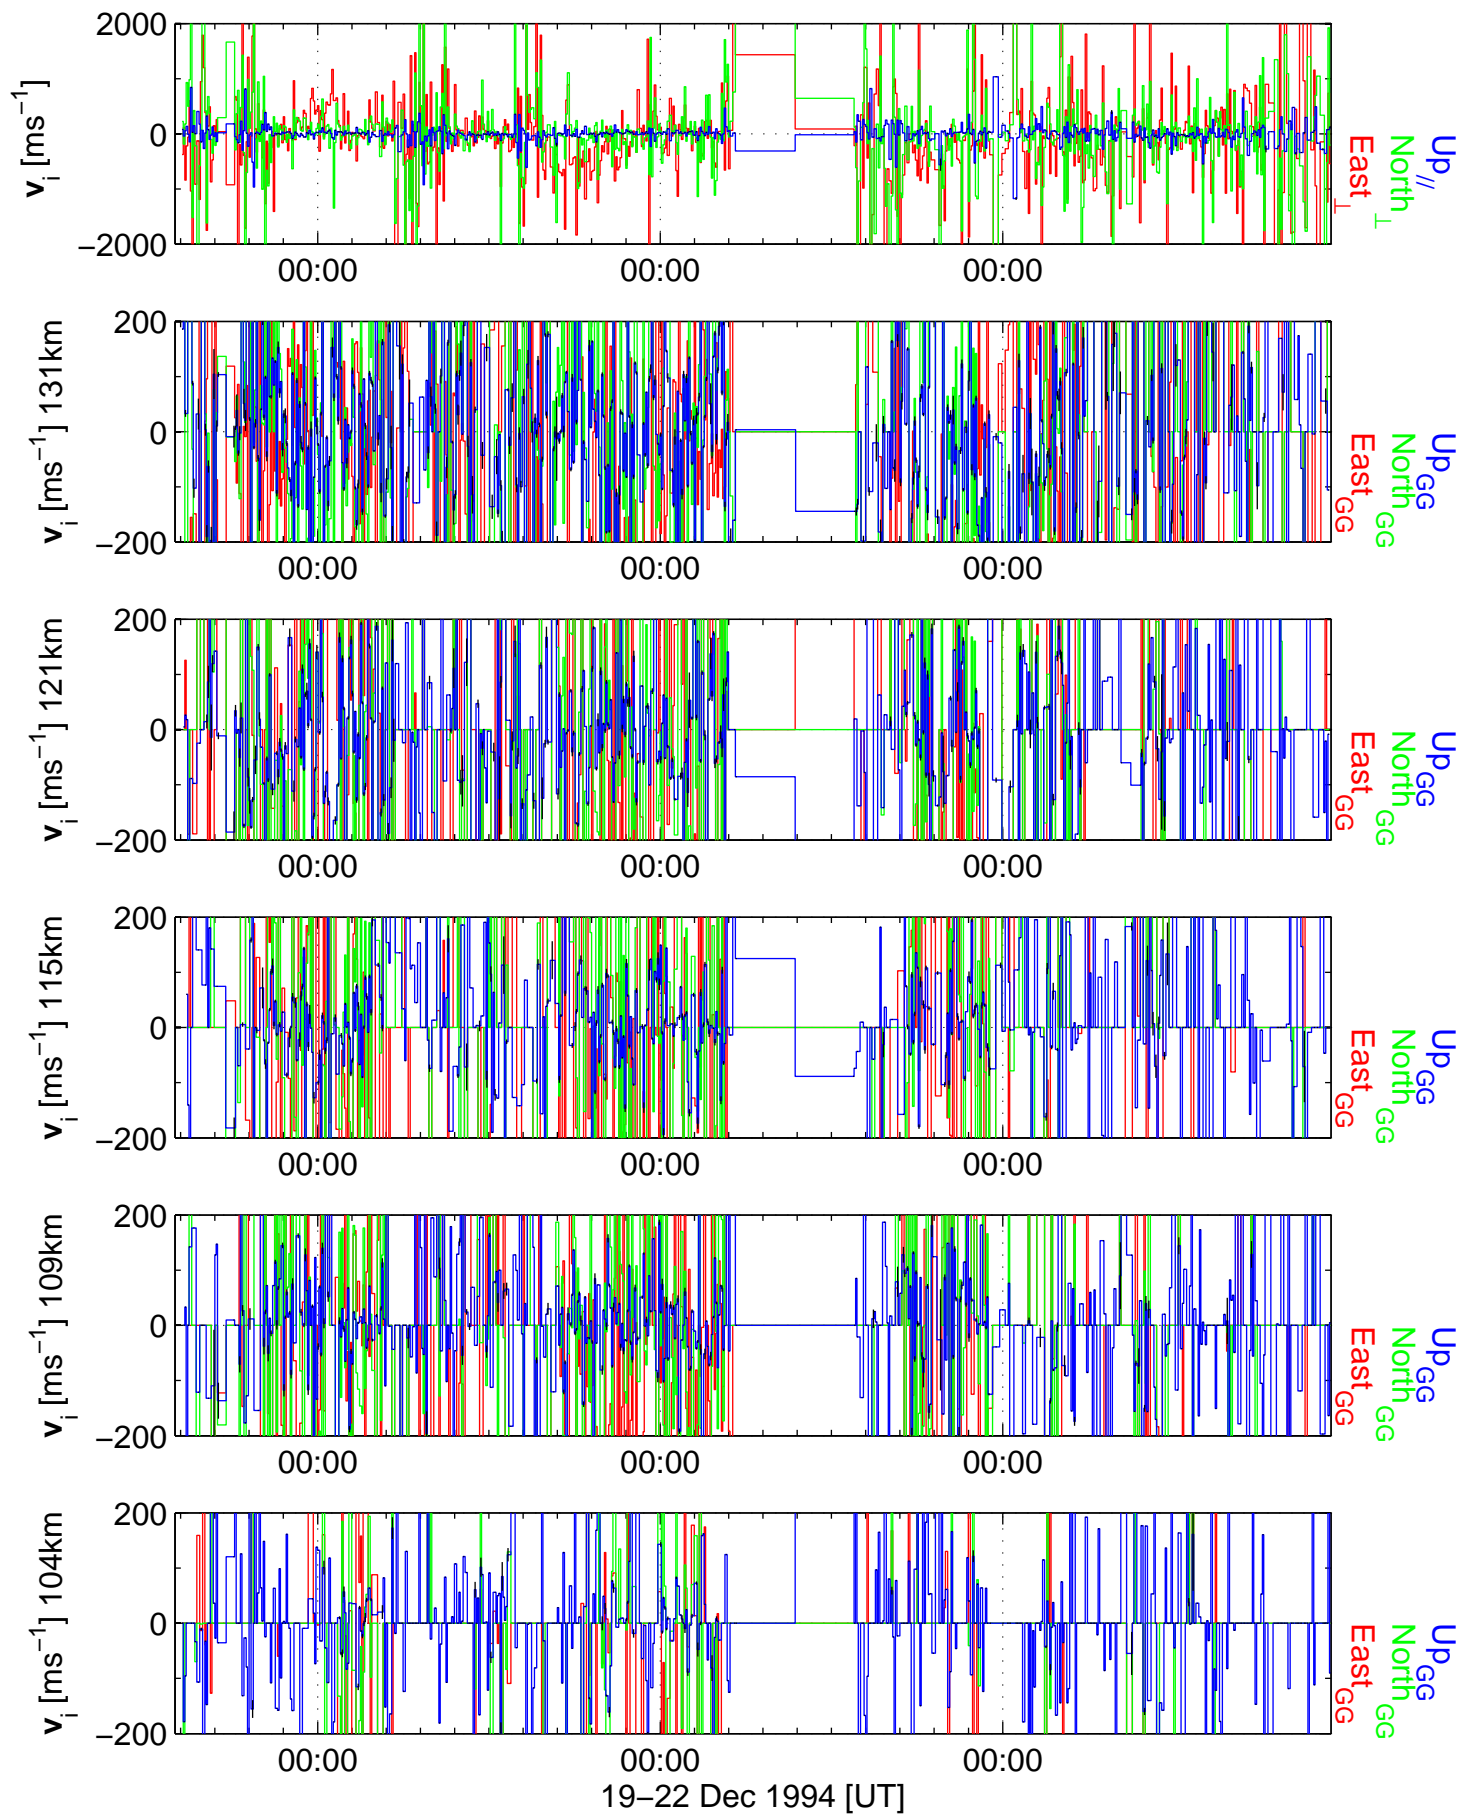 2000
0
−2000
v_i [ms^−1]
00:00 00:00 00:00
East_⊥
North_⊥
Up_//
200
0
−200
v_i [ms^−1] 131km
00:00 00:00 00:00
East_GG
North_GG
Up_GG
200
0
−200
v_i [ms^−1] 121km
00:00 00:00 00:00
East_GG
North_GG
Up_GG
200
0
−200
v_i [ms^−1] 115km
00:00 00:00 00:00
East_GG
North_GG
Up_GG
200
0
−200
v_i [ms^−1] 109km
00:00 00:00 00:00
East_GG
North_GG
Up_GG
200
0
−200
v_i [ms^−1] 104km
00:00 00:00 00:00
East_GG
North_GG
Up_GG
19−22 Dec 1994 [UT]